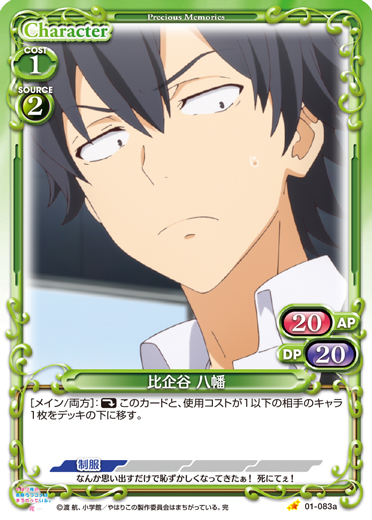 Precious Memories
Character
COST
1
SOURCE
2
20 AP
DP 20
比企谷 八幡
[メイン/両方]: このカードと、使用コストが1以下の相手のキャラ
1枚をデッキの下に移す。
制服
なんか思い出すだけで恥ずかしくなってきたぁ! 死にてぇ!
©渡 航、小学館／やはりこの製作委員会はまちがっている。完
01-083a